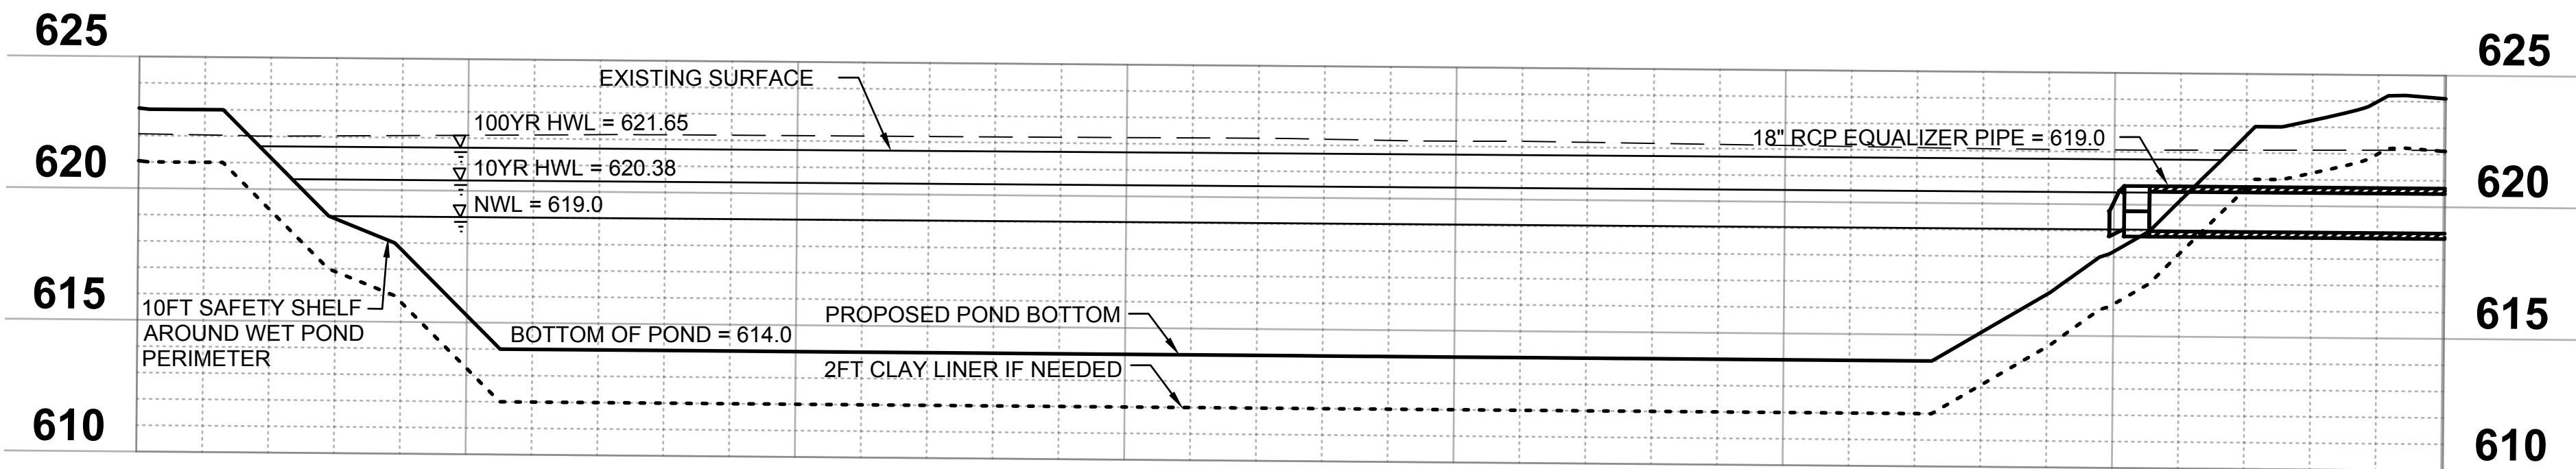 625
625
EXISTING SURFACE
100YR HWL = 621.65
18" RCP EQUALIZER PIPE = 619.0
620
10YR HWL = 620.38
620
NWL = 619.0
615
10FT SAFETY SHELF
AROUND WET POND
PERIMETER
PROPOSED POND BOTTOM
615
BOTTOM OF POND = 614.0
2FT CLAY LINER IF NEEDED
610
610